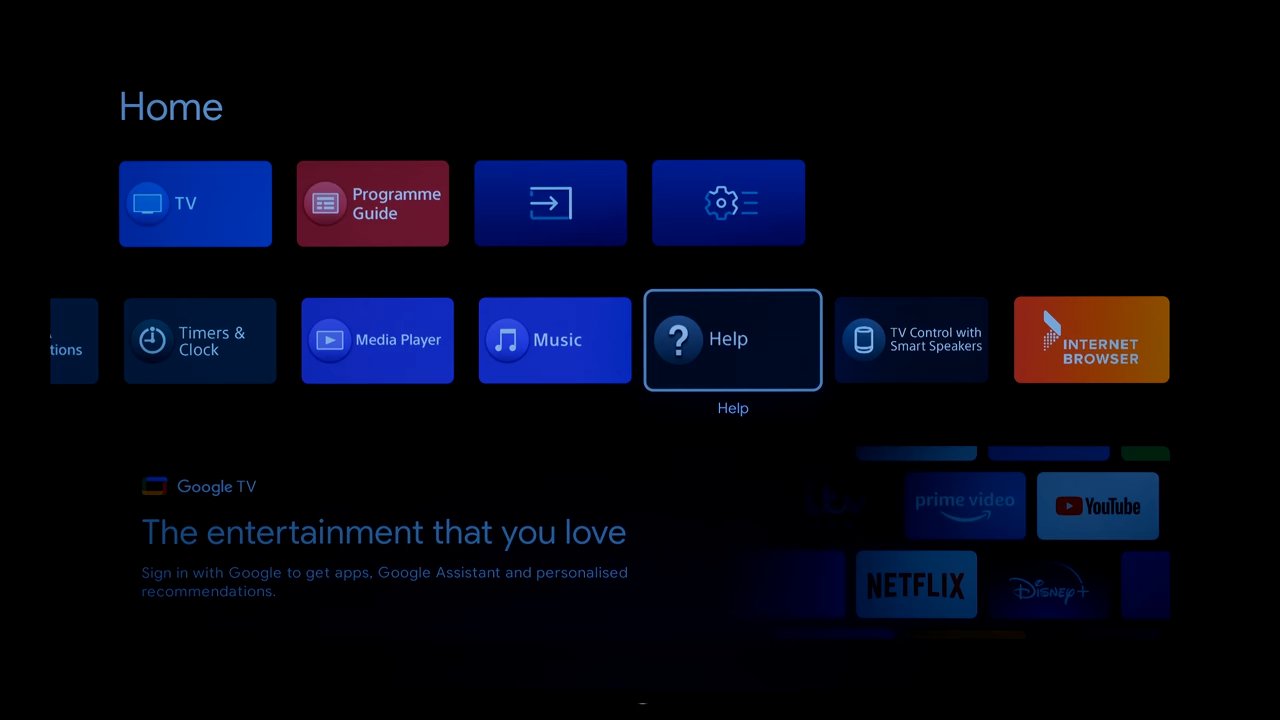 Home
TV
Programme
Guide
tions
Timers &
Clock
Media Player
Music
Help
TV Control with
Smart Speakers
INTERNET
BROWSER
Help
Google TV
The entertainment that you love
Sign in with Google to get apps, Google Assistant and personalised
recommendations.
itv
prime video
YouTube
NETFLIX
Disney+